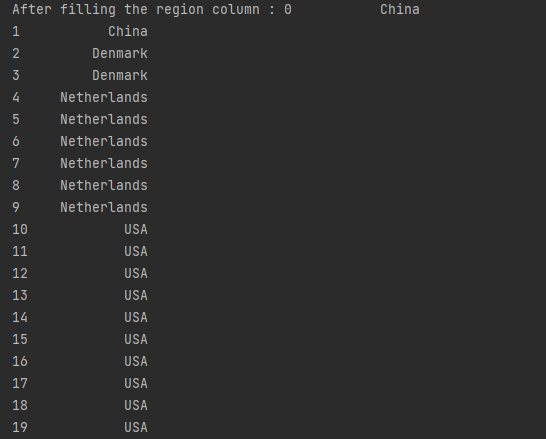 After filling the region column : 0           China
1           China
2         Denmark
3         Denmark
4     Netherlands
5     Netherlands
6     Netherlands
7     Netherlands
8     Netherlands
9     Netherlands
10            USA
11            USA
12            USA
13            USA
14            USA
15            USA
16            USA
17            USA
18            USA
19            USA